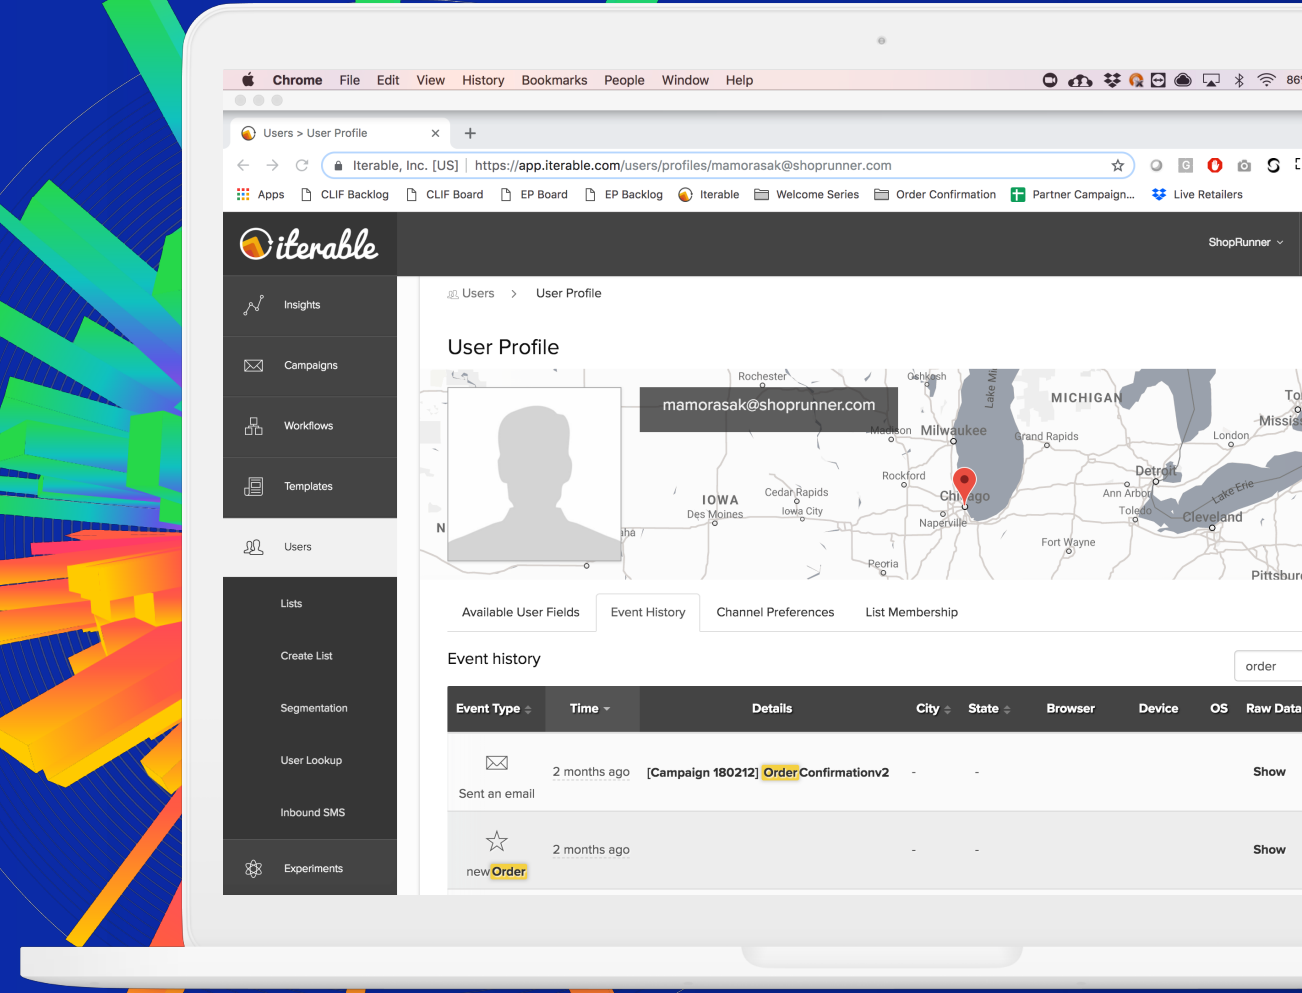 Chrome File Edit View History Bookmarks People Window Help
Users > User Profile
Iterable, Inc. [US] | https://app.iterable.com/users/profiles/mamorasak@shoprunner.com
Apps CLIF Backlog CLIF Board EP Board EP Backlog Iterable Welcome Series Order Confirmation Partner Campaign... Live Retailers
iterable
ShopRunner
Insights
Campaigns
Workflows
Templates
Users
Lists
Create List
Segmentation
User Lookup
Inbound SMS
Experiments
Users > User Profile
User Profile
mamorasak@shoprunner.com
Rochester
Oshkosh
MICHIGAN
Madison
Milwaukee
Grand Rapids
London
Rockford
Detroit
IOWA
Cedar Rapids
Chicago
Ann Arbor
Lake Erie
Des Moines
Iowa City
Naperville
Toledo
Cleveland
Fort Wayne
Peoria
Available User Fields Event History Channel Preferences List Membership
Event history
order
Event Type Time Details City State Browser Device OS Raw Data
2 months ago [Campaign 180212] OrderConfirmationv2 - - Show
Sent an email
2 months ago - - Show
newOrder